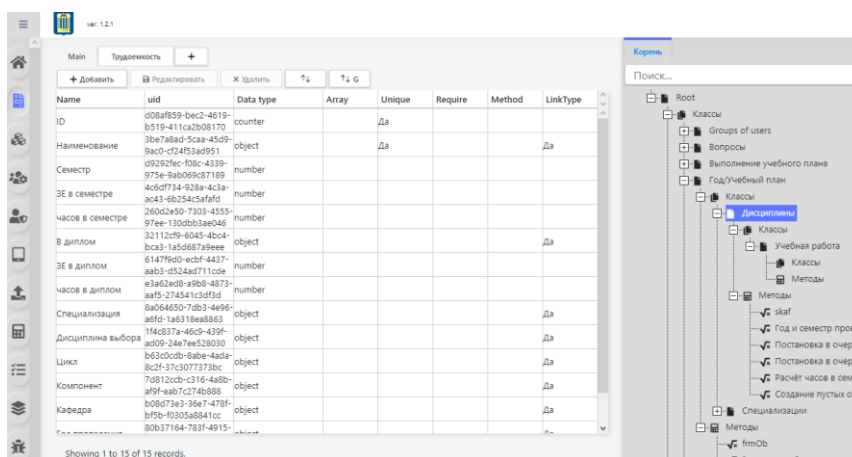 вер. 1.2.1
Main Трудоемкость +
+ Добавить Редактировать × Удалить ↑↓ ↑↓ G
Name uid Data type Array Unique Require Method LinkType
ID d08af859-bec2-4619-b519-411ca2b08170 counter Да
Наименование 3be7a8ad-5caa-45d9-9ac0-cf24f53ad951 object Да Да
Семестр d9292fec-f08c-4339-975e-9ab069c87189 number
ЗЕ в семестре 4c6df734-928a-4c3a-ac43-6b254c5afafd number
часов в семестре 260d2e50-7303-4555-97ee-130dbb3ae046 number
В диплом 32112cf9-6045-4bc4-bca3-1a5d687a9eee object Да
ЗЕ в диплом 6147f9d0-ecbf-4437-aab3-d524ad711cde number
часов в диплом e3a62ed8-a9b8-4873-aaf5-274541c3df3d number
Специализация 8a064650-7db3-4e96-a6fd-1a6318ea8863 object Да
Дисциплина выбора 1f4c837a-46c9-439f-ad09-24e7ee528030 object Да
Цикл b63c0cdb-8abe-4ada-8c2f-37c3077373bc object Да
Компонент 7d812ccb-c316-4a8b-af9f-eab7c274b888 object Да
Кафедра b08d73e3-36e7-478f-bf5b-f0305a8841cc object Да
80b37164-783f-4915-
Showing 1 to 15 of 15 records.
Корень
Поиск...
Root
Классы
Groups of users
Вопросы
Выполнение учебного плана
Год/Учебный план
Классы
Дисциплины
Классы
Учебная работа
Классы
Методы
Методы
skaf
Год и семестр пров
Постановка в очер
Постановка в очер
Расчёт часов в сем
Создание пустых о
Специализации
Методы
frmOb